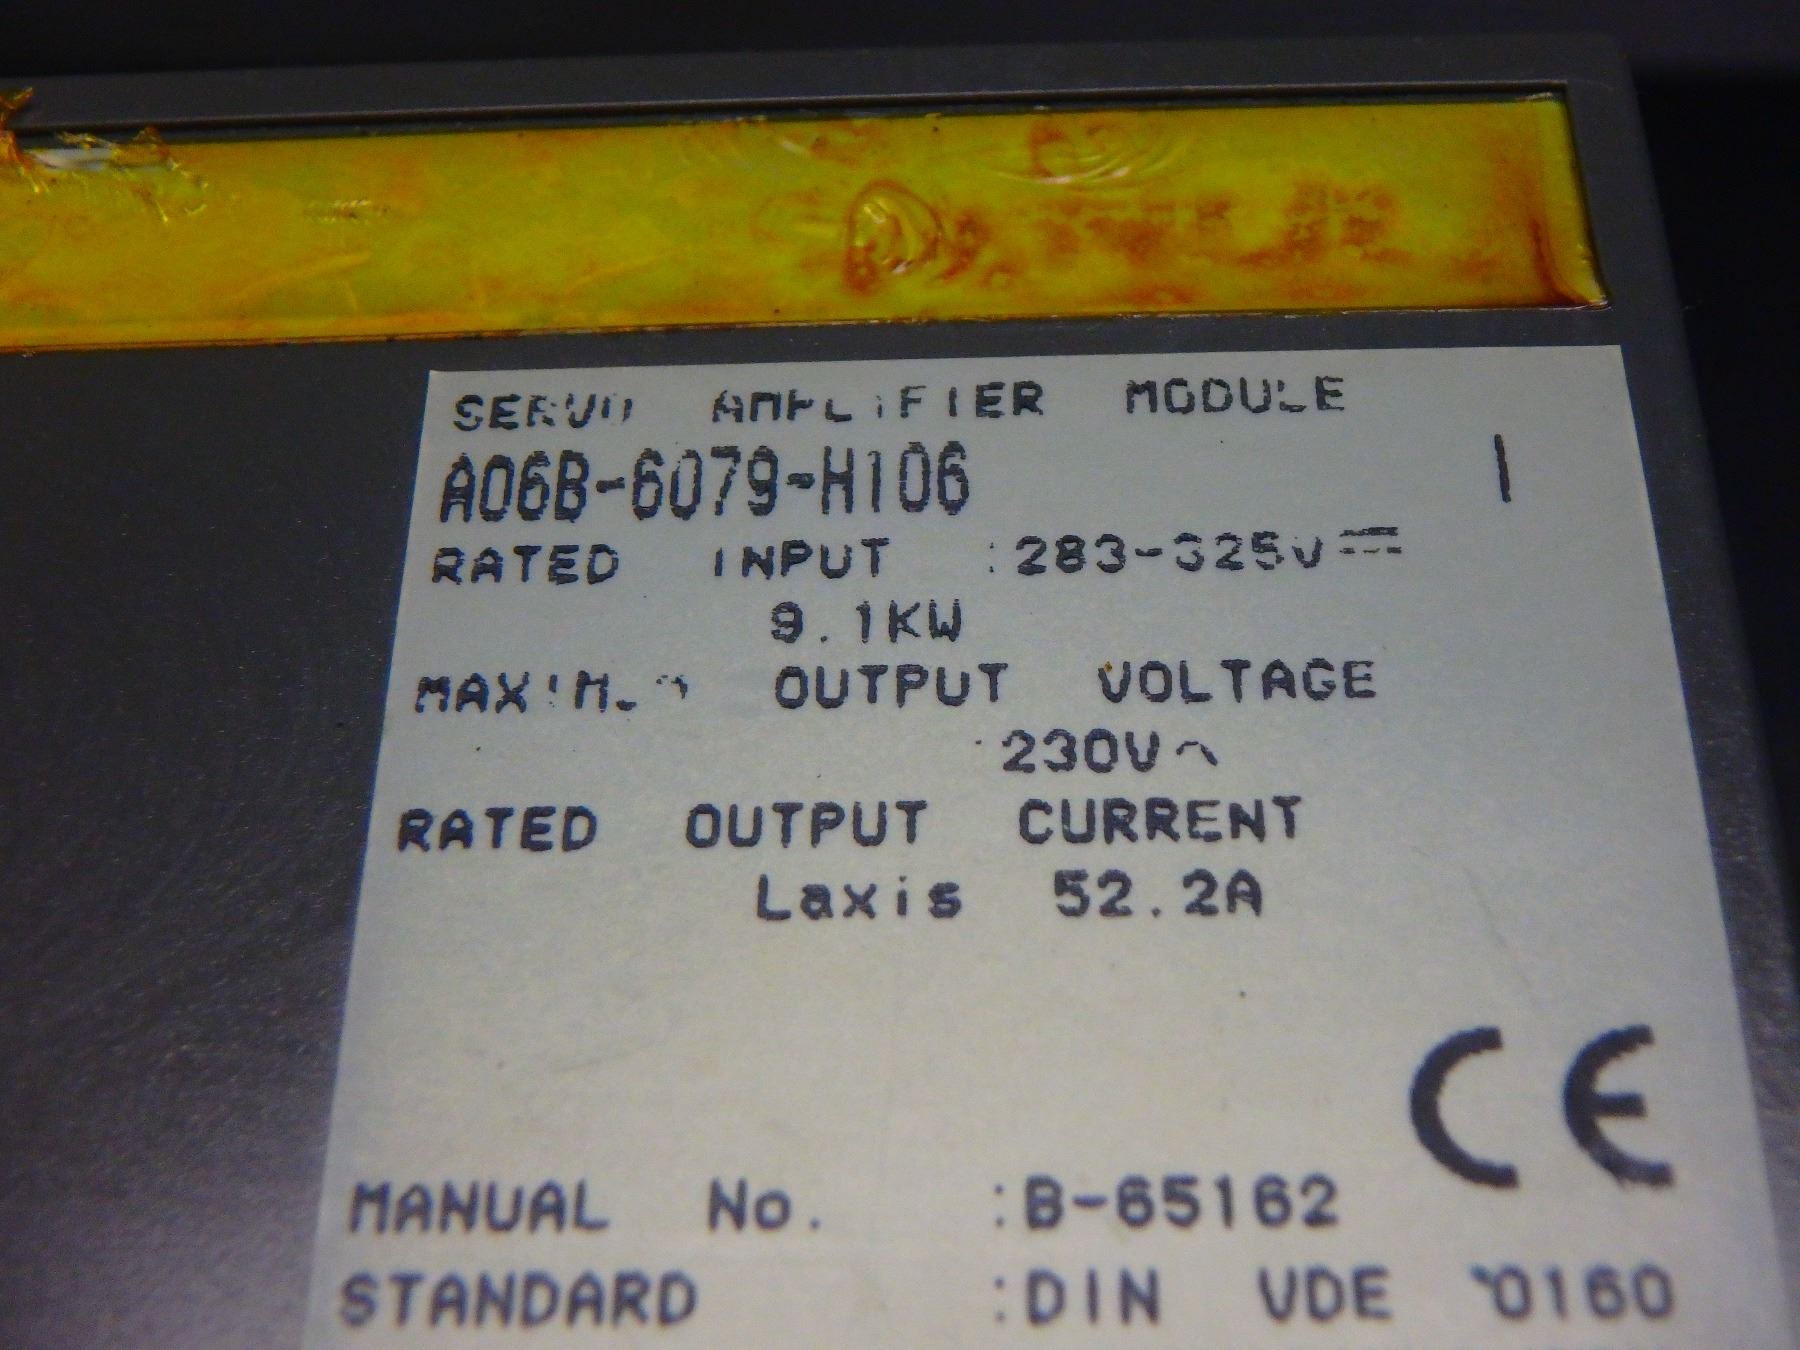 SERVO AMPLIFIER MODULE
A06B-6079-H106 I
RATED INPUT :283-325V⎓
9.1KW
MAXIMUM OUTPUT VOLTAGE
:230V~
RATED OUTPUT CURRENT
Laxis 52.2A
CE
MANUAL No. :B-65162
STANDARD :DIN VDE 0160